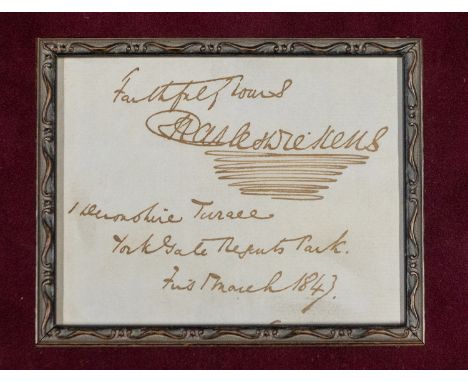 Faithfully Yours
Charles Dickens
1 Devonshire Terrace
York Gate Regents Park.
First March 1843.